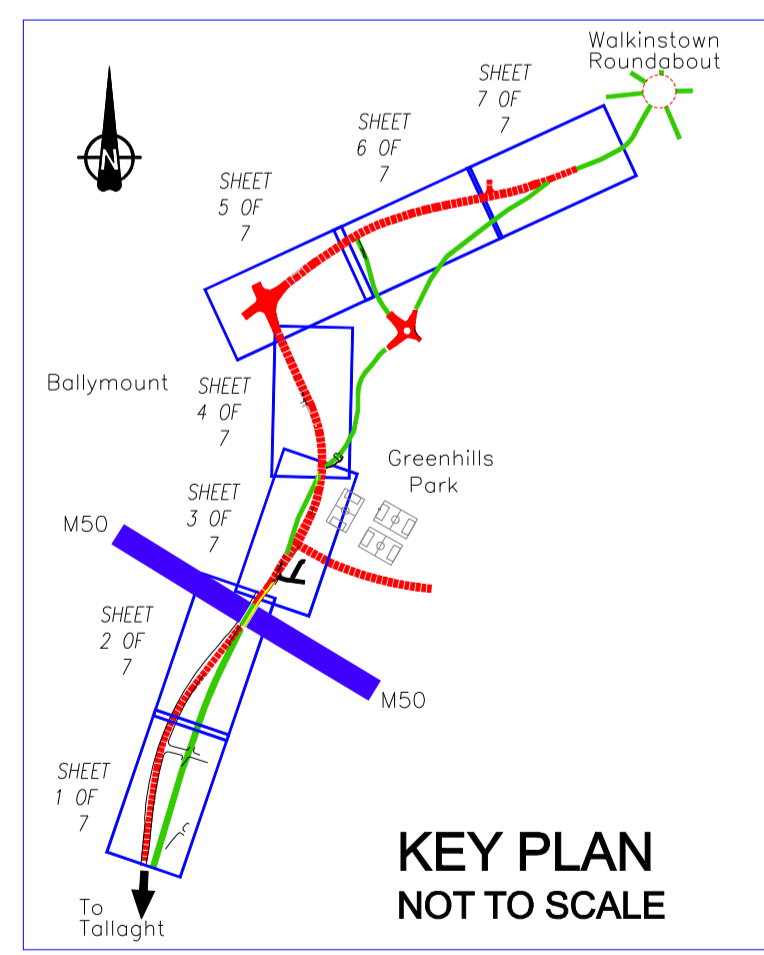 Walkinstown
Roundabout
SHEET
7 OF
7
SHEET
6 OF
7
N
SHEET
5 OF
7
Ballymount
SHEET
4 OF
7
Greenhills
Park
SHEET
3 OF
7
M50
SHEET
2 OF
7
M50
SHEET
1 OF
7
KEY PLAN
NOT TO SCALE
To
Tallaght